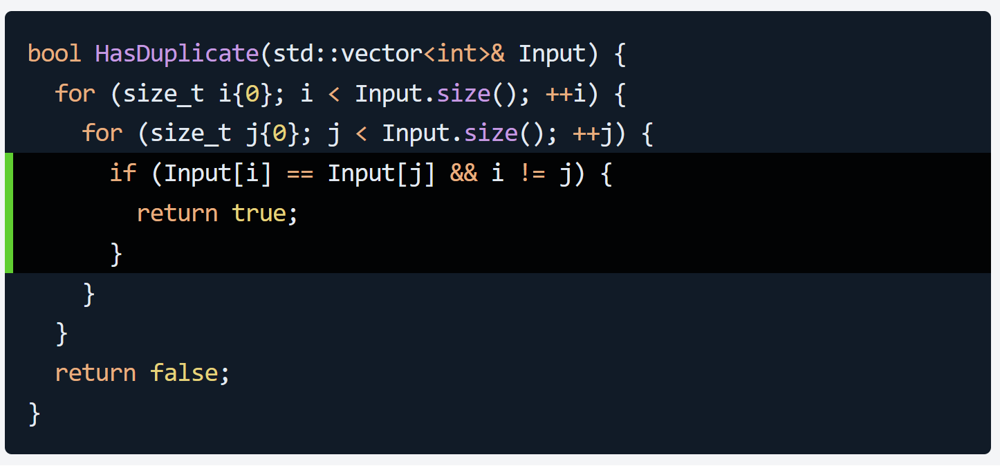 bool HasDuplicate(std::vector<int>& Input) {
  for (size_t i{0}; i < Input.size(); ++i) {
    for (size_t j{0}; j < Input.size(); ++j) {
      if (Input[i] == Input[j] && i != j) {
        return true;
      }
    }
  }
  return false;
}